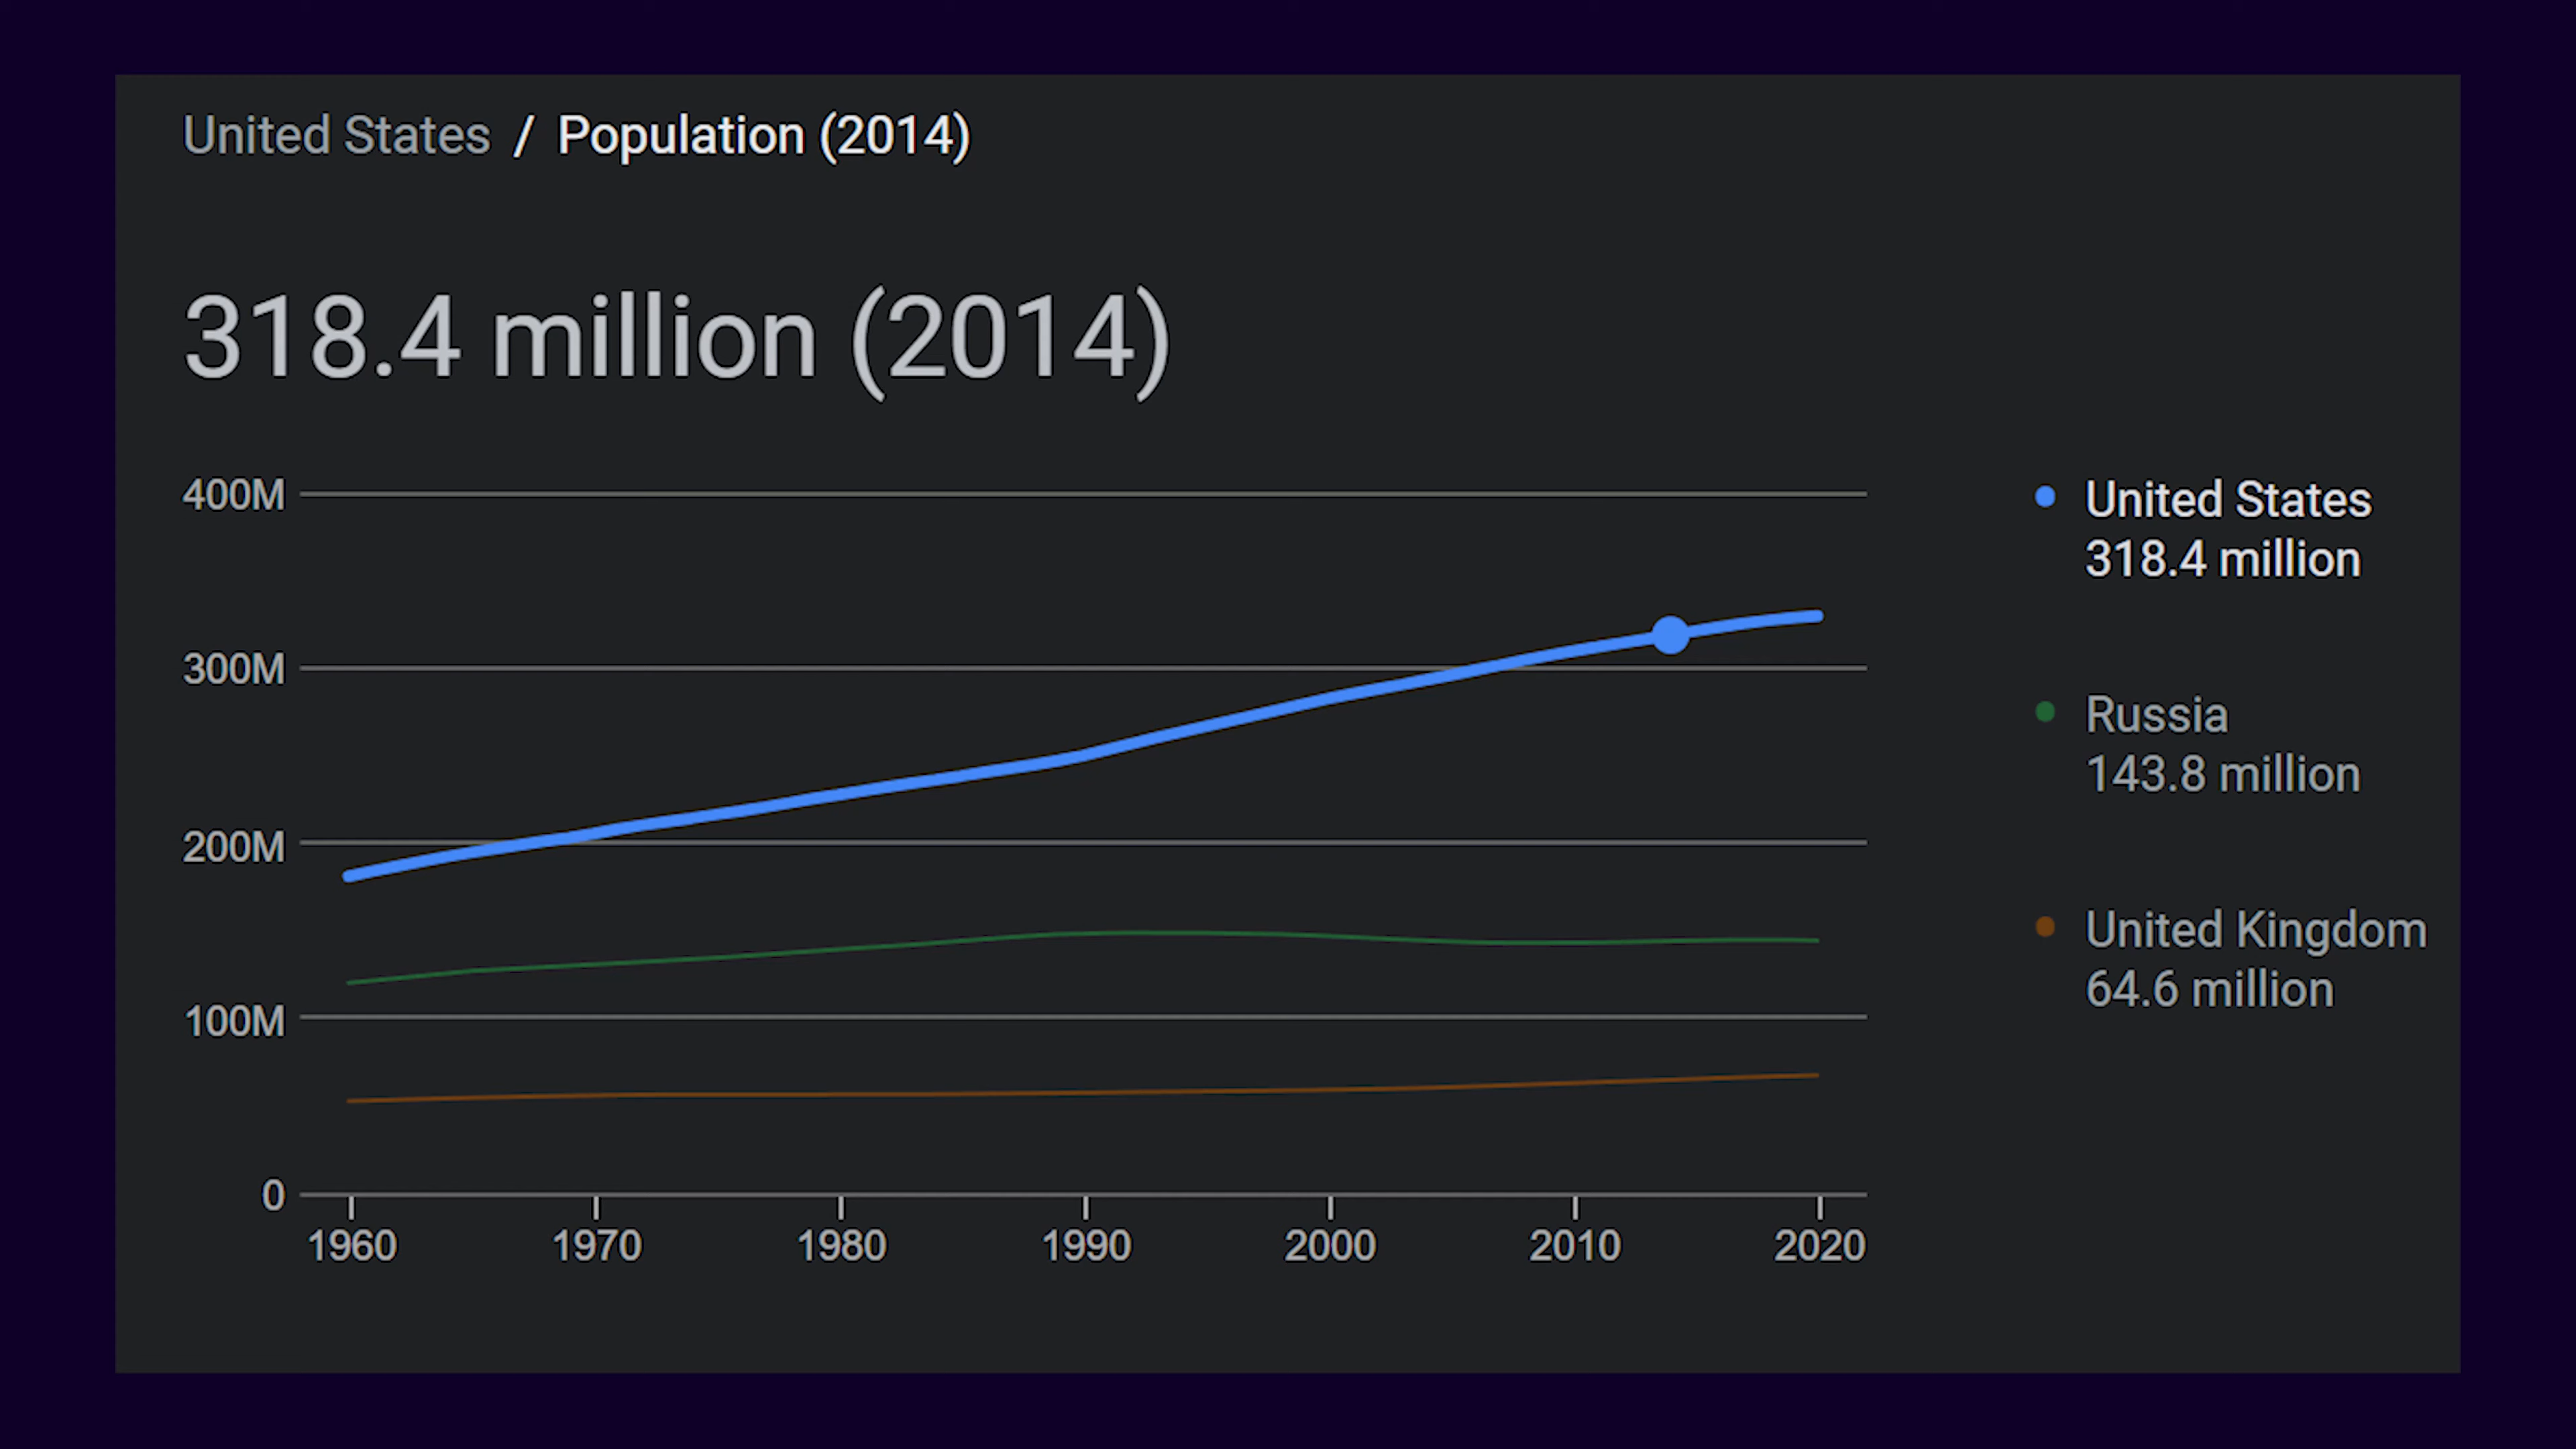 United States / Population (2014)
318.4 million (2014)
400M
300M
200M
100M
0
1960 1970 1980 1990 2000 2010 2020
United States
318.4 million
Russia
143.8 million
United Kingdom
64.6 million